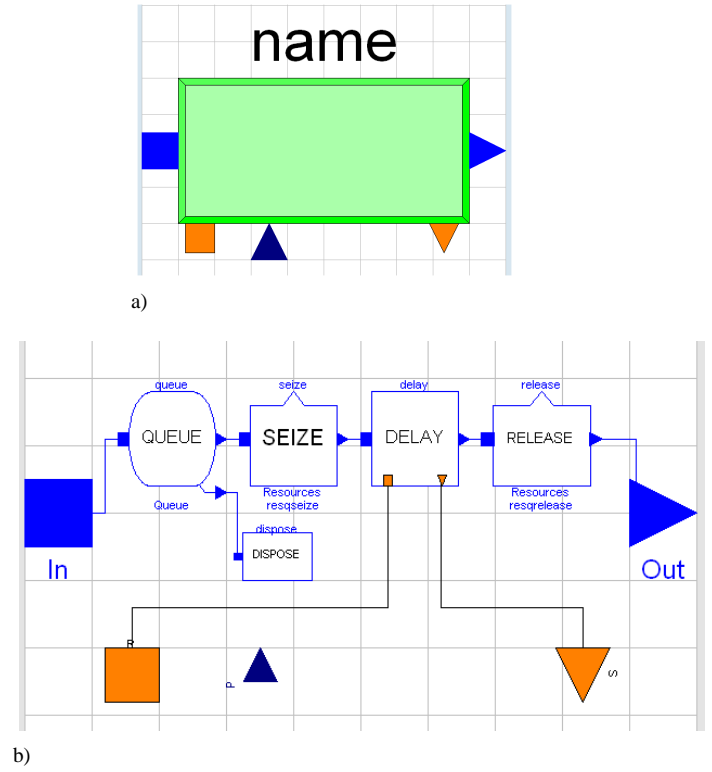 name
a)
queue seize delay release
QUEUE SEIZE DELAY RELEASE
Queue Resources Resources
resqseize resqrelease
dispose
DISPOSE
In Out
R
P S
b)